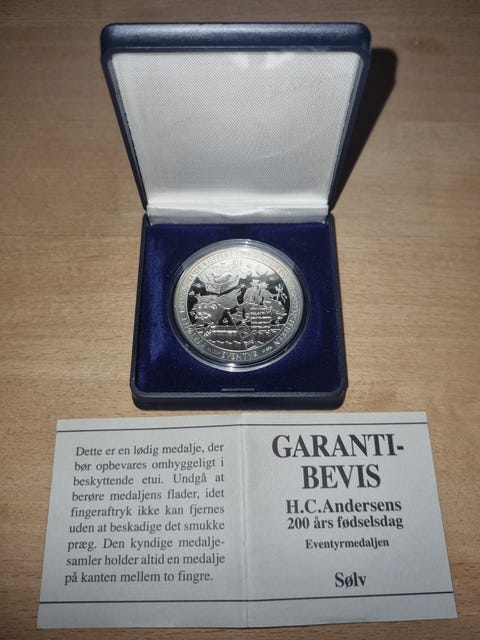 EVENTYR
Dette er en lødig medalje, der
bør opbevares omhyggeligt i
beskyttende etui. Undgå at
berøre medaljens flader, idet
fingeraftryk ikke kan fjernes
uden at beskadige det smukke
præg. Den kyndige medalje-
samler holder altid en medalje
på kanten mellem to fingre.
GARANTI-
BEVIS
H.C.Andersens
200 års fødselsdag
Eventyrmedaljen
Sølv